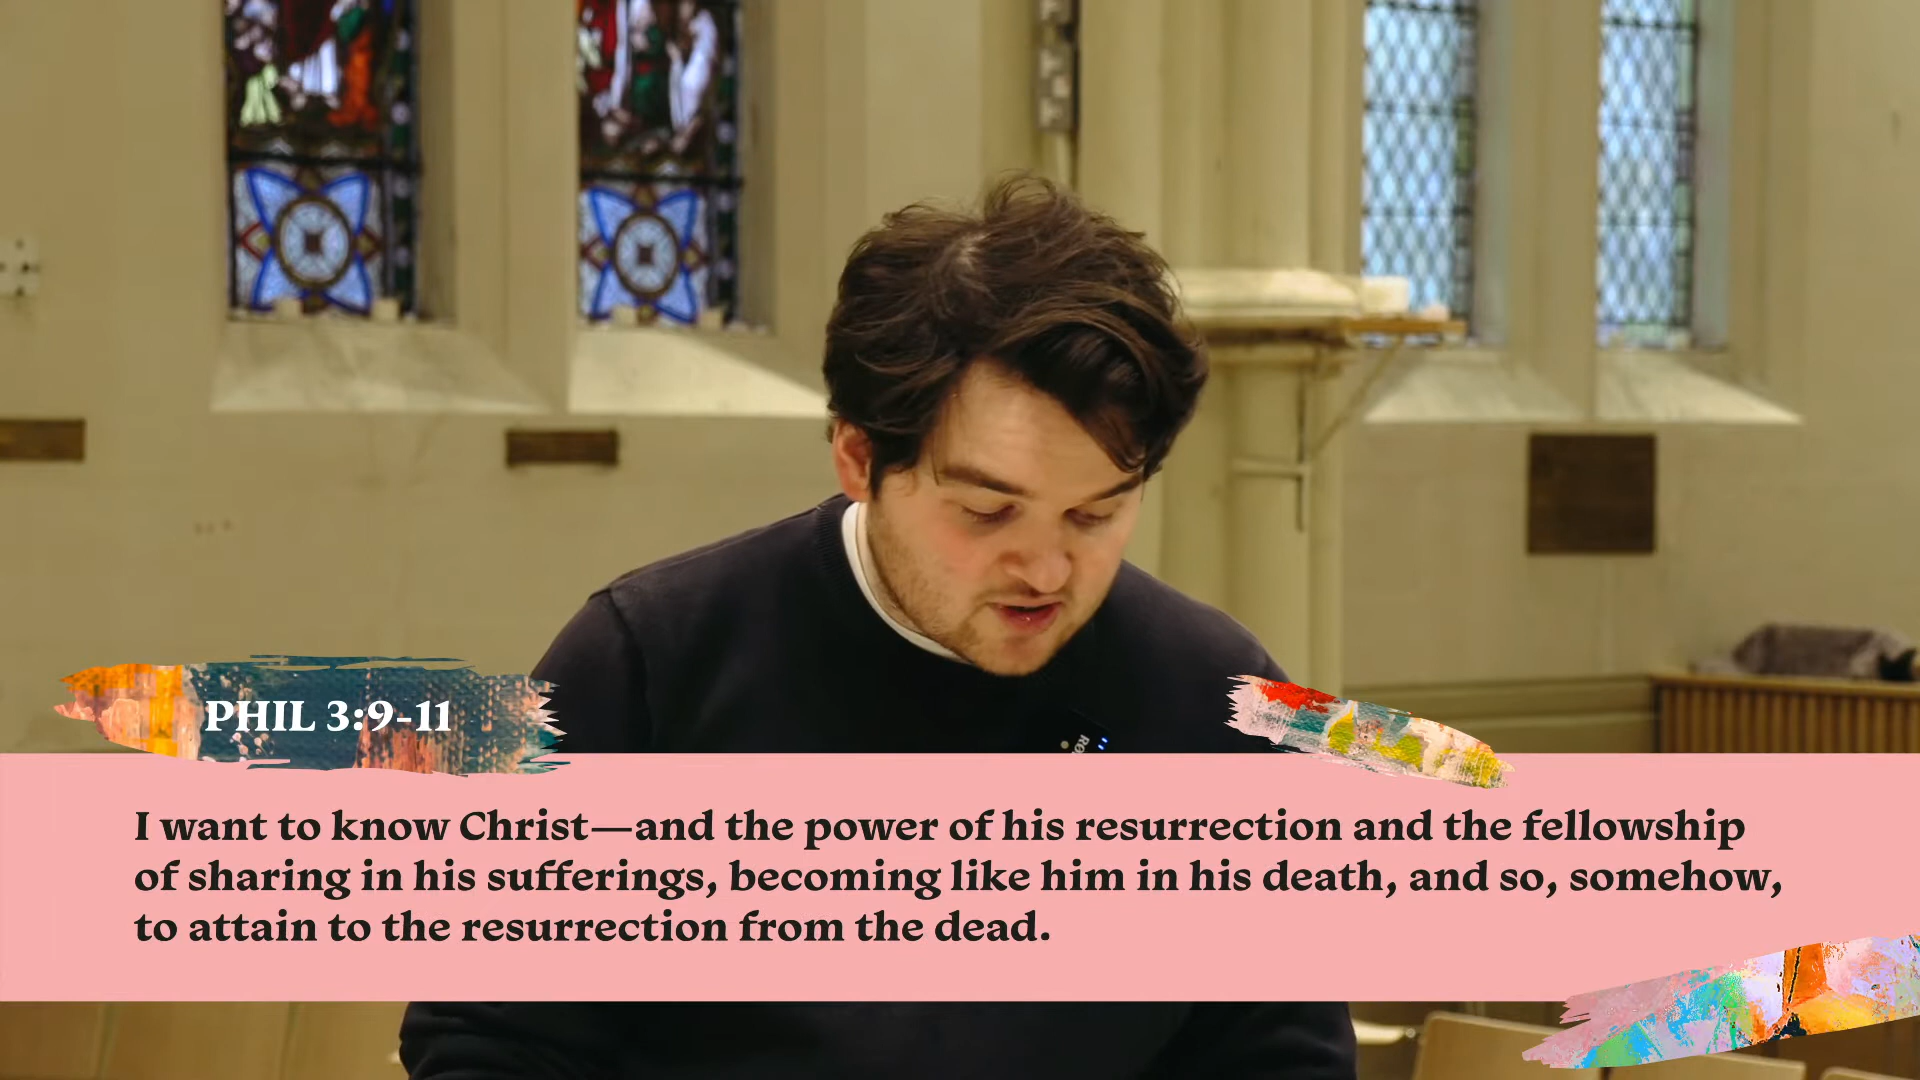 PHIL 3:9-11
I want to know Christ—and the power of his resurrection and the fellowship
of sharing in his sufferings, becoming like him in his death, and so, somehow,
to attain to the resurrection from the dead.